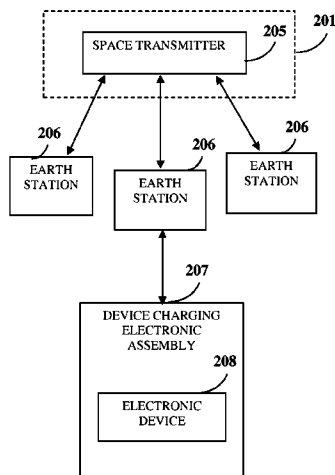 201
SPACE TRANSMITTER
205
206
EARTH
STATION
206
EARTH
STATION
206
EARTH
STATION
207
DEVICE CHARGING
ELECTRONIC
ASSEMBLY
208
ELECTRONIC
DEVICE